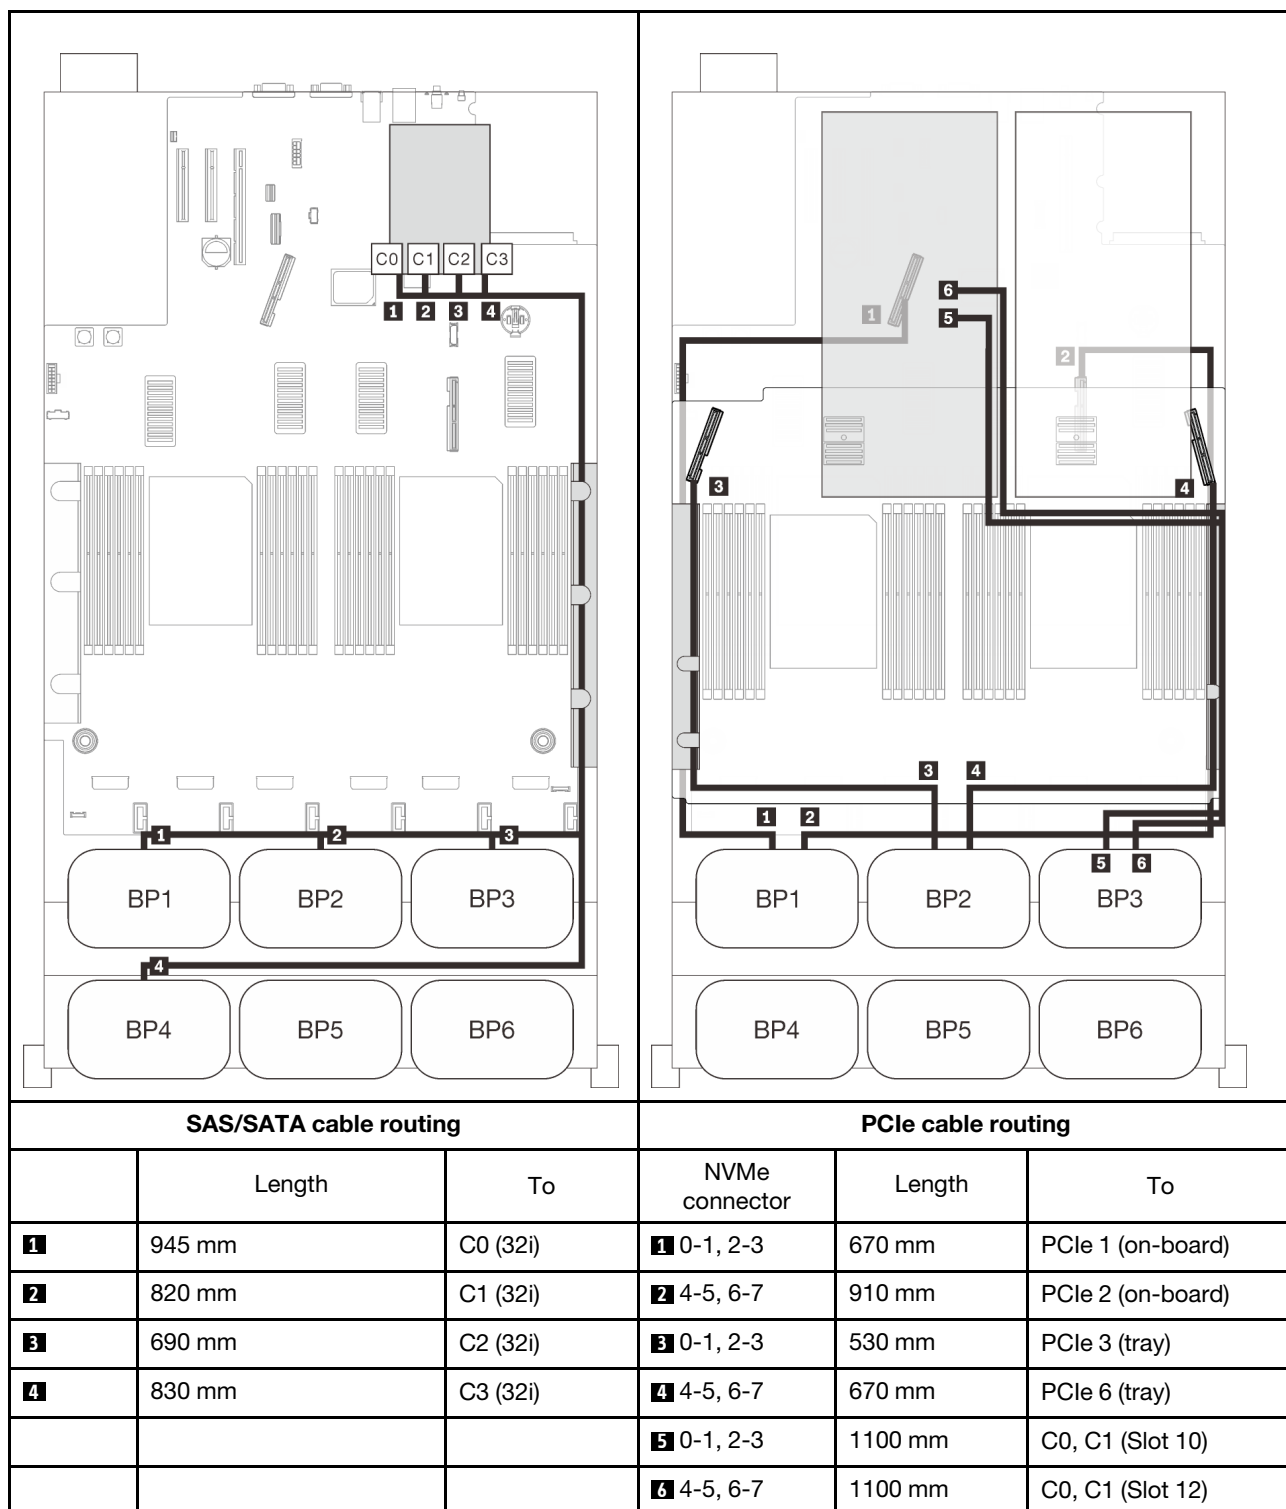 C0 C1 C2 C3
1 2 3 4
1 2 3
BP1 BP2 BP3
4
BP4 BP5 BP6
6
5
1
2
3
4
3 4
1 2
5 6
BP1 BP2 BP3
BP4 BP5 BP6
SAS/SATA cable routing
PCIe cable routing
Length To NVMe connector Length To
1 945 mm C0 (32i) 1 0-1, 2-3 670 mm PCIe 1 (on-board)
2 820 mm C1 (32i) 2 4-5, 6-7 910 mm PCIe 2 (on-board)
3 690 mm C2 (32i) 3 0-1, 2-3 530 mm PCIe 3 (tray)
4 830 mm C3 (32i) 4 4-5, 6-7 670 mm PCIe 6 (tray)
5 0-1, 2-3 1100 mm C0, C1 (Slot 10)
6 4-5, 6-7 1100 mm C0, C1 (Slot 12)